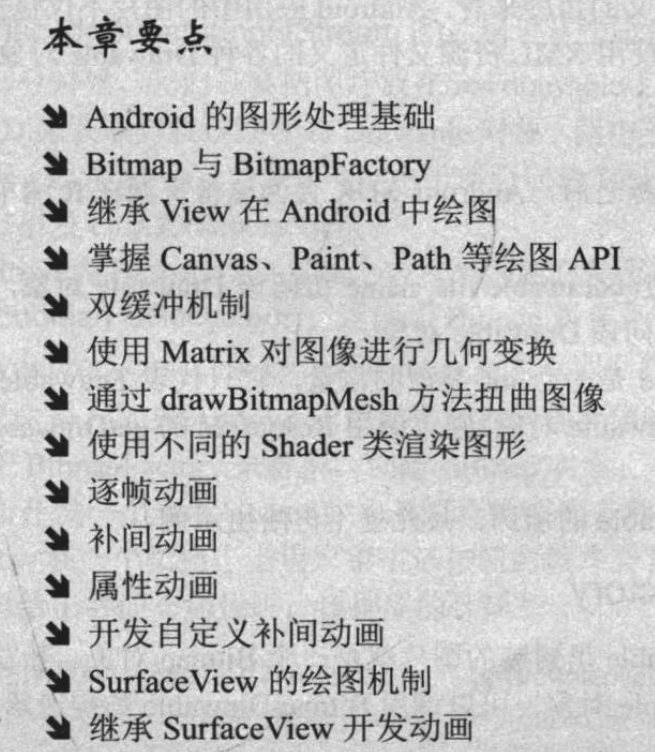 本章要点
Android 的图形处理基础
Bitmap 与 BitmapFactory
继承 View 在 Android 中绘图
掌握 Canvas、Paint、Path 等绘图 API
双缓冲机制
使用 Matrix 对图像进行几何变换
通过 drawBitmapMesh 方法扭曲图像
使用不同的 Shader 类渲染图形
逐帧动画
补间动画
属性动画
开发自定义补间动画
SurfaceView 的绘图机制
继承 SurfaceView 开发动画